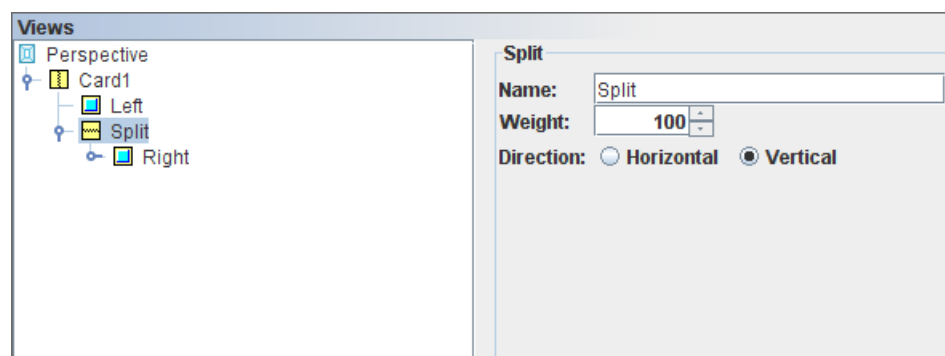 Views
Perspective
Card1
Left
Split
Right
Split
Name: Split
Weight: 100
Direction: Horizontal Vertical